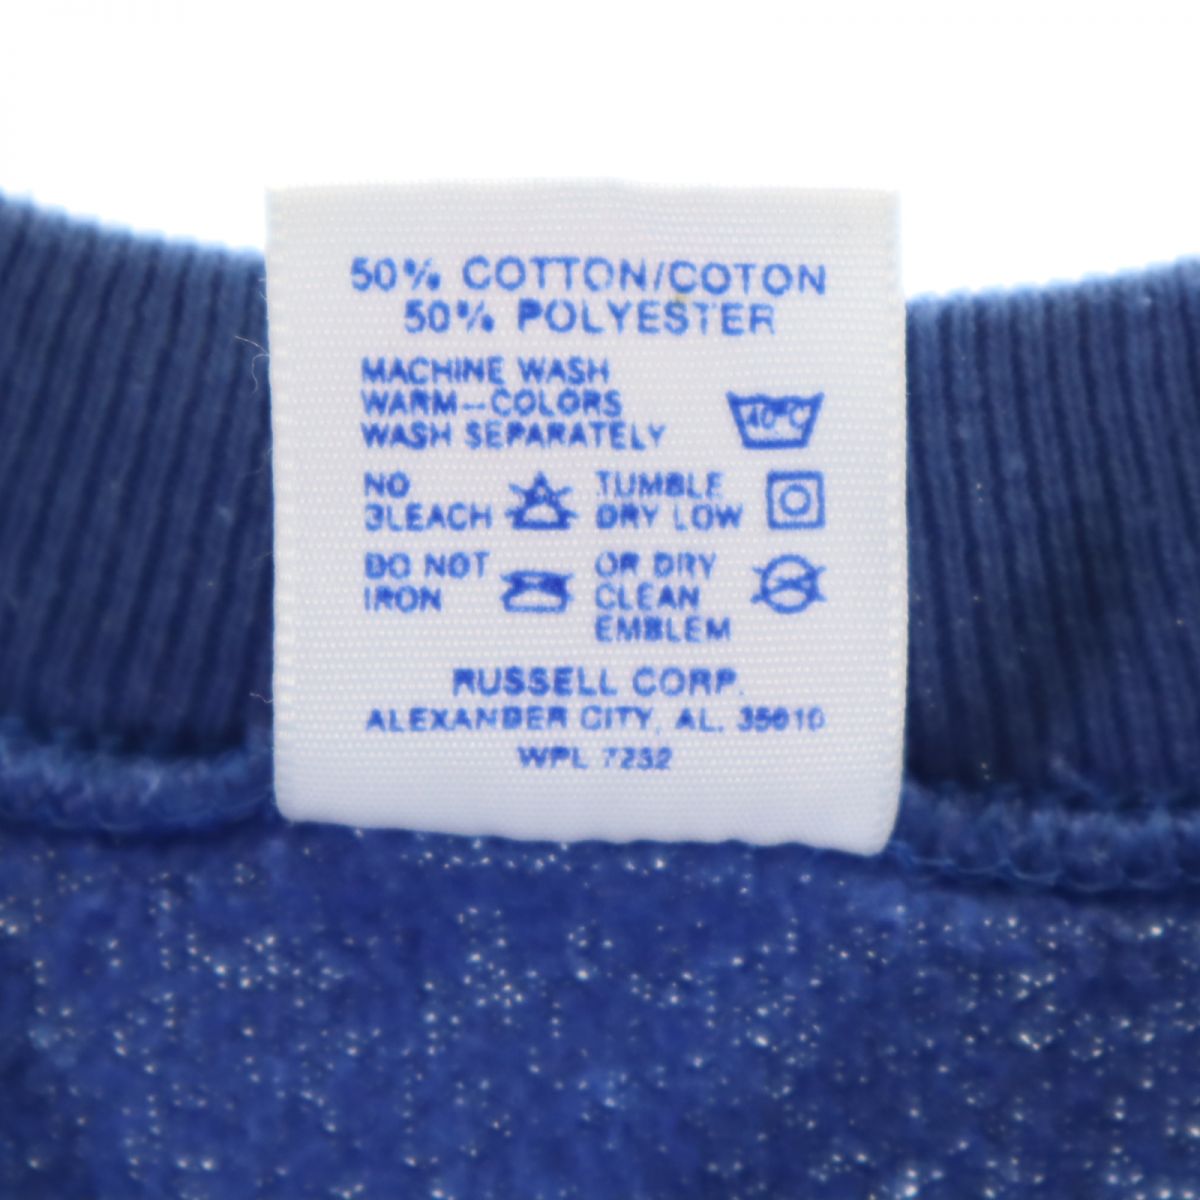 50% COTTON/COTON
50% POLYESTER
MACHINE WASH
WARM—COLORS
WASH SEPARATELY
40°C
NO
BLEACH
TUMBLE
DRY LOW
DO NOT
IRON
OR DRY
CLEAN
EMBLEM
RUSSELL CORP.
ALEXANDER CITY, AL. 35010
WPL 7232